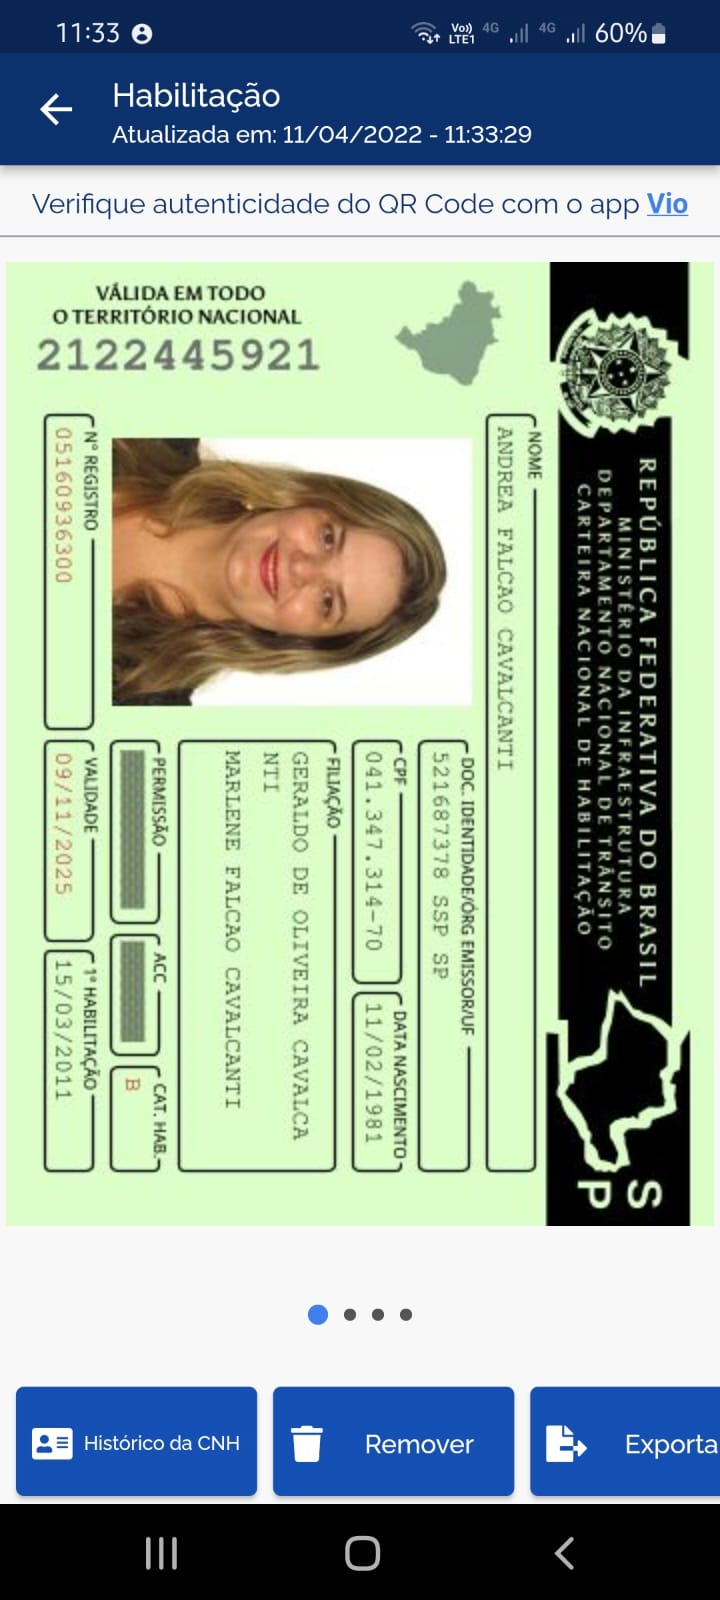 11:33
Vo))
LTE1
4G
4G
60%
Habilitação
Atualizada em: 11/04/2022 - 11:33:29
Verifique autenticidade do QR Code com o app Vio
VÁLIDA EM TODO
O TERRITÓRIO NACIONAL
2122445921
REPÚBLICA FEDERATIVA DO BRASIL
MINISTÉRIO DA INFRAESTRUTURA
DEPARTAMENTO NACIONAL DE TRÂNSITO
CARTEIRA NACIONAL DE HABILITAÇÃO
NOME
ANDREA FALCAO CAVALCANTI
DOC. IDENTIDADE/ÓRG EMISSOR/UF
521687378 SSP SP
CPF
041.347.314-70
DATA NASCIMENTO
11/02/1981
FILIAÇÃO
GERALDO DE OLIVEIRA CAVALCA
NTI
MARLENE FALCAO CAVALCANTI
PERMISSÃO
ACC
CAT. HAB.
B
Nº REGISTRO
05160936300
VALIDADE
09/11/2025
1ª HABILITAÇÃO
15/03/2011
SP
Histórico da CNH
Remover
Exporta